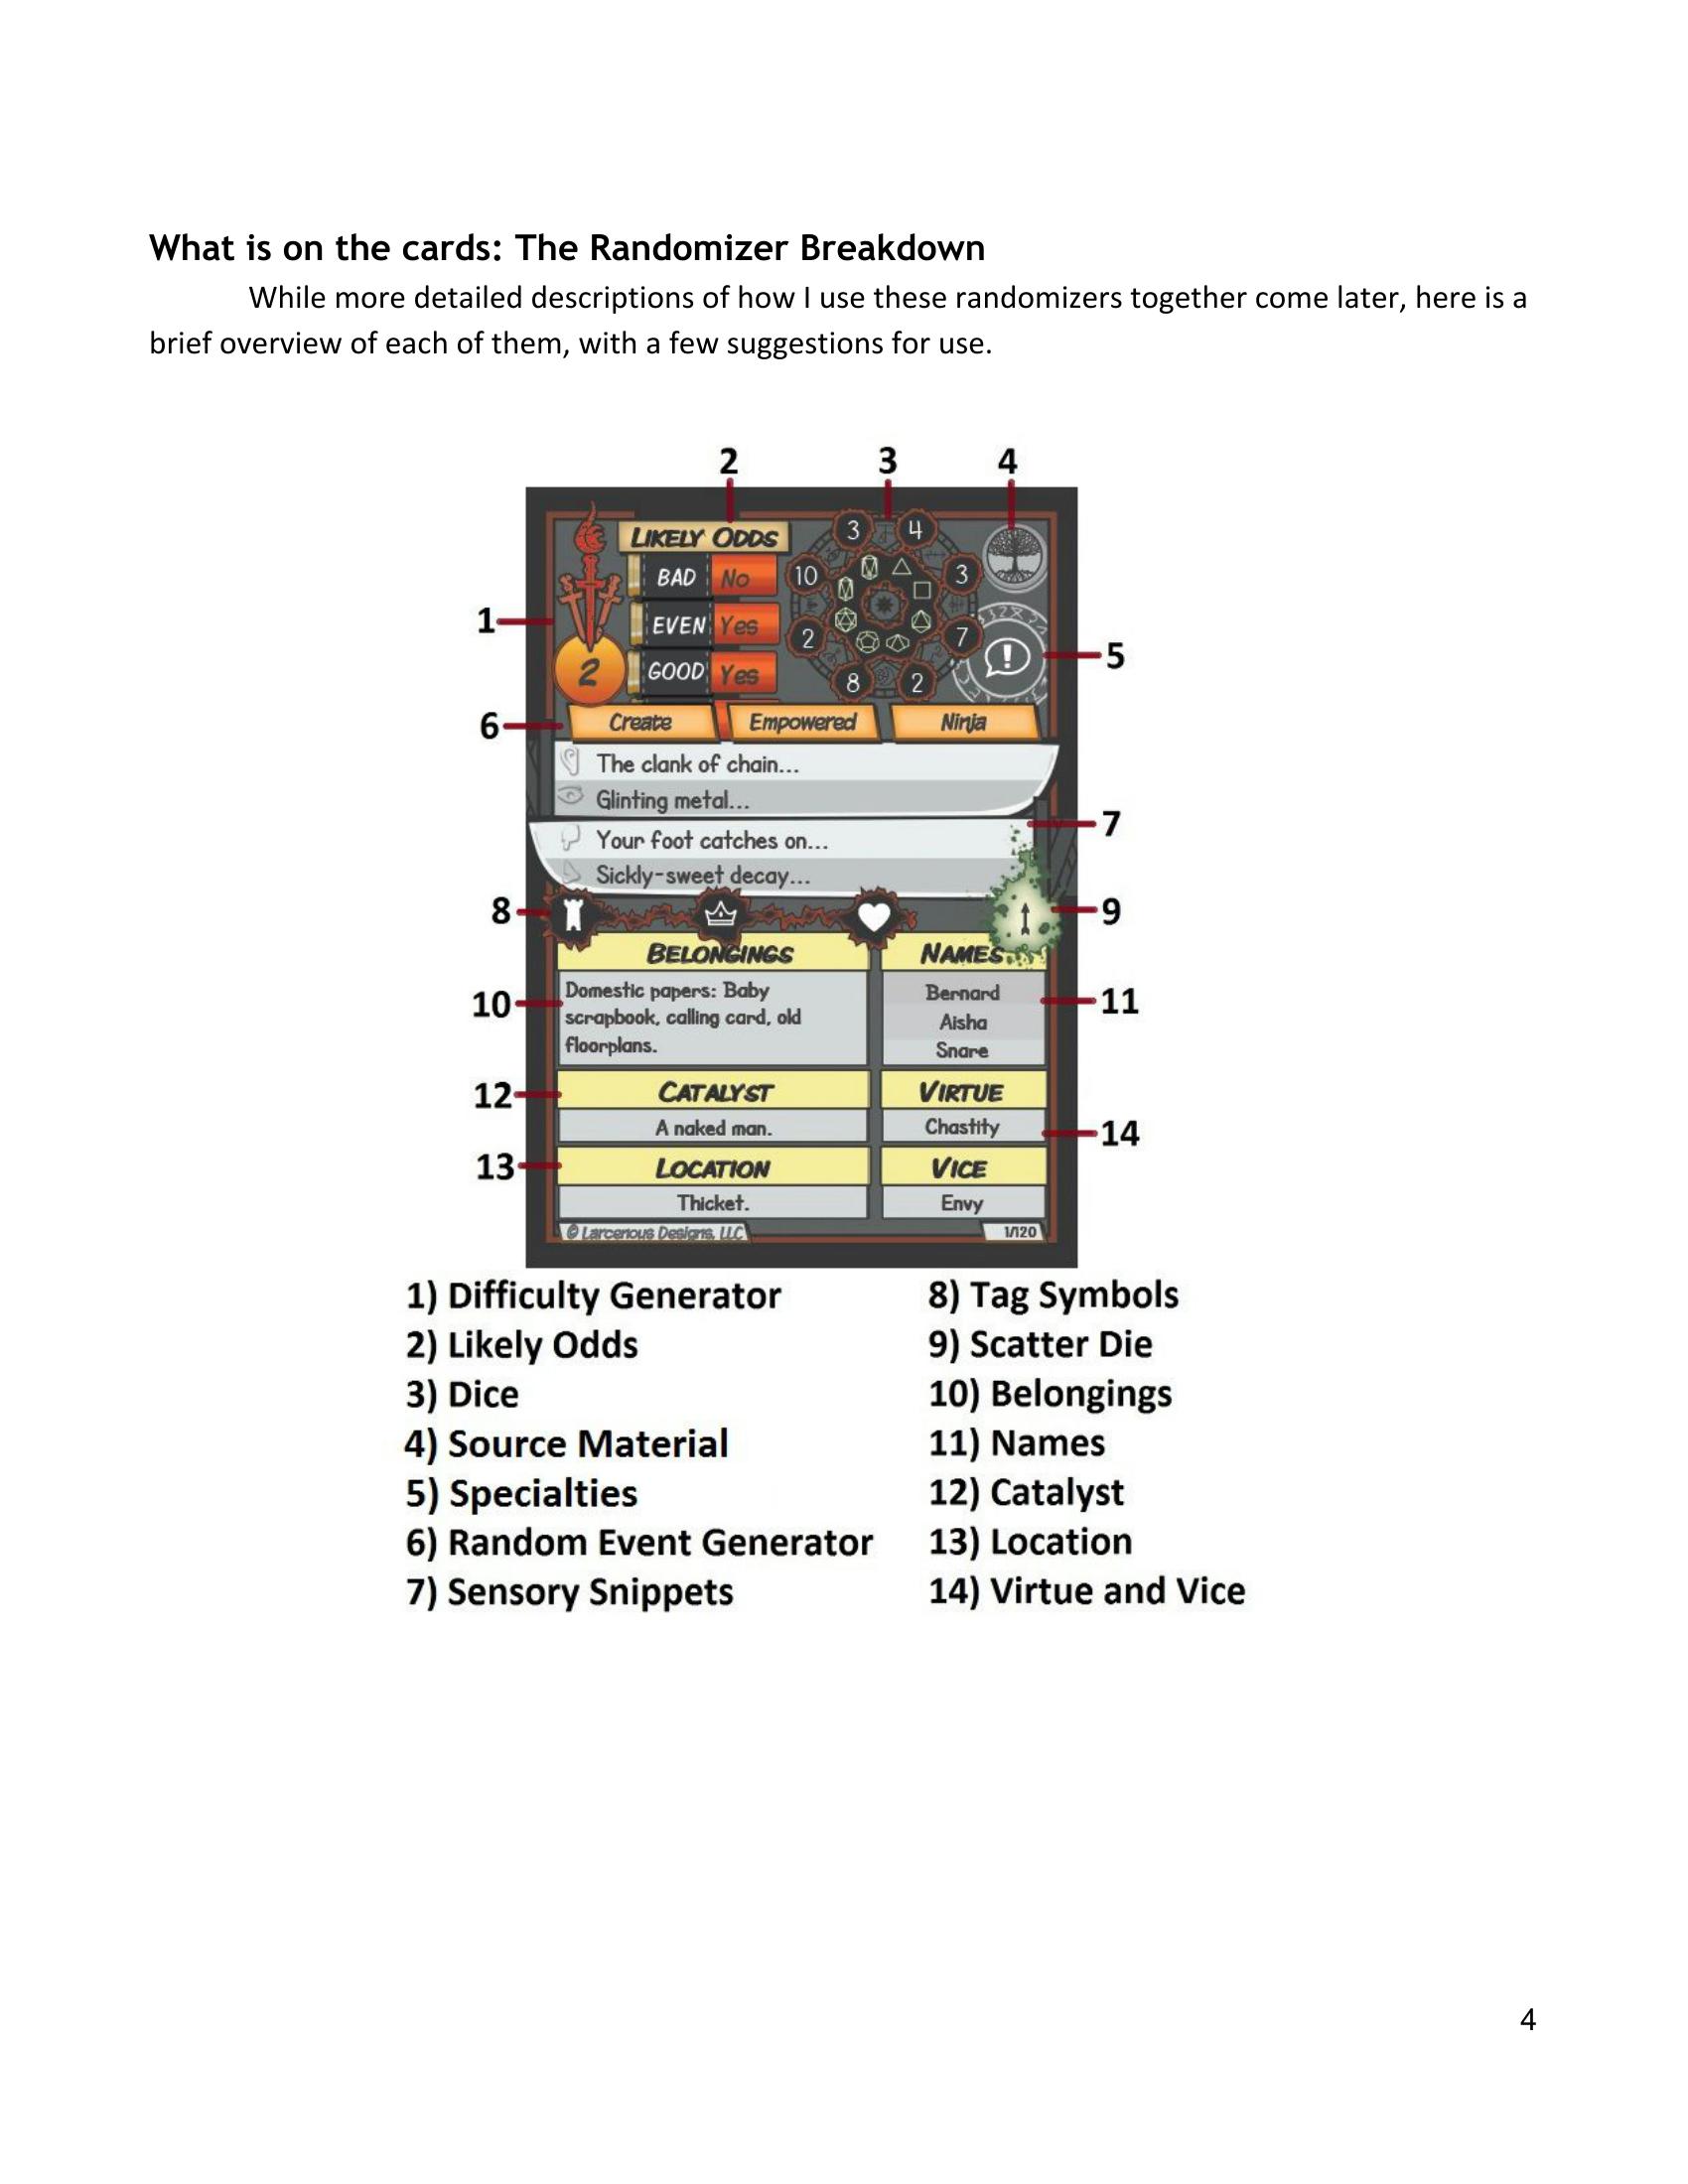 What is on the cards: The Randomizer Breakdown
While more detailed descriptions of how I use these randomizers together come later, here is a
brief overview of each of them, with a few suggestions for use.
2 3 4
LIKELY ODDS
3 4
BAD No
10 3
1
EVEN Yes
2 7
!
5
GOOD Yes
2
8 2
6
Create Empowered Ninja
The clank of chain...
Glinting metal...
7
Your foot catches on...
Sickly-sweet decay...
8
9
BELONGINGS NAMES
10
Domestic papers: Baby
scrapbook, calling card, old
floorplans.
Bernard
Aisha
Snare
11
12
CATALYST VIRTUE
A naked man. Chastity
14
13
LOCATION VICE
Thicket. Envy
© Larcenous Designs, LLC 1/120
1) Difficulty Generator
2) Likely Odds
3) Dice
4) Source Material
5) Specialties
6) Random Event Generator
7) Sensory Snippets
8) Tag Symbols
9) Scatter Die
10) Belongings
11) Names
12) Catalyst
13) Location
14) Virtue and Vice
4